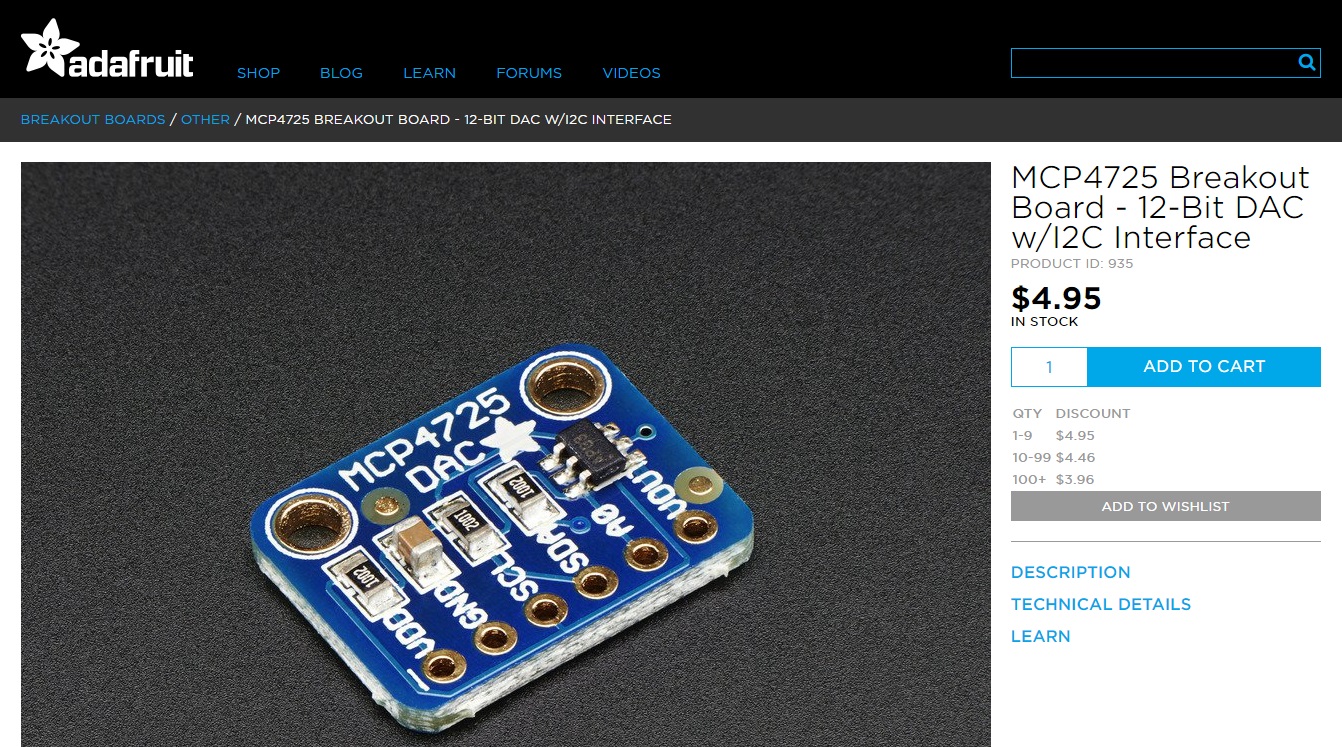 adafruit
SHOP BLOG LEARN FORUMS VIDEOS
BREAKOUT BOARDS / OTHER / MCP4725 BREAKOUT BOARD - 12-BIT DAC W/I2C INTERFACE
MCP4725 Breakout
Board - 12-Bit DAC
w/I2C Interface
PRODUCT ID: 935
$4.95
IN STOCK
1 ADD TO CART
QTY DISCOUNT
1-9 $4.95
10-99 $4.46
100+ $3.96
ADD TO WISHLIST
DESCRIPTION
TECHNICAL DETAILS
LEARN
MCP4725
DAC
1002
1002
1002
VOUT
A0
SDA
SCL
GND
VDD